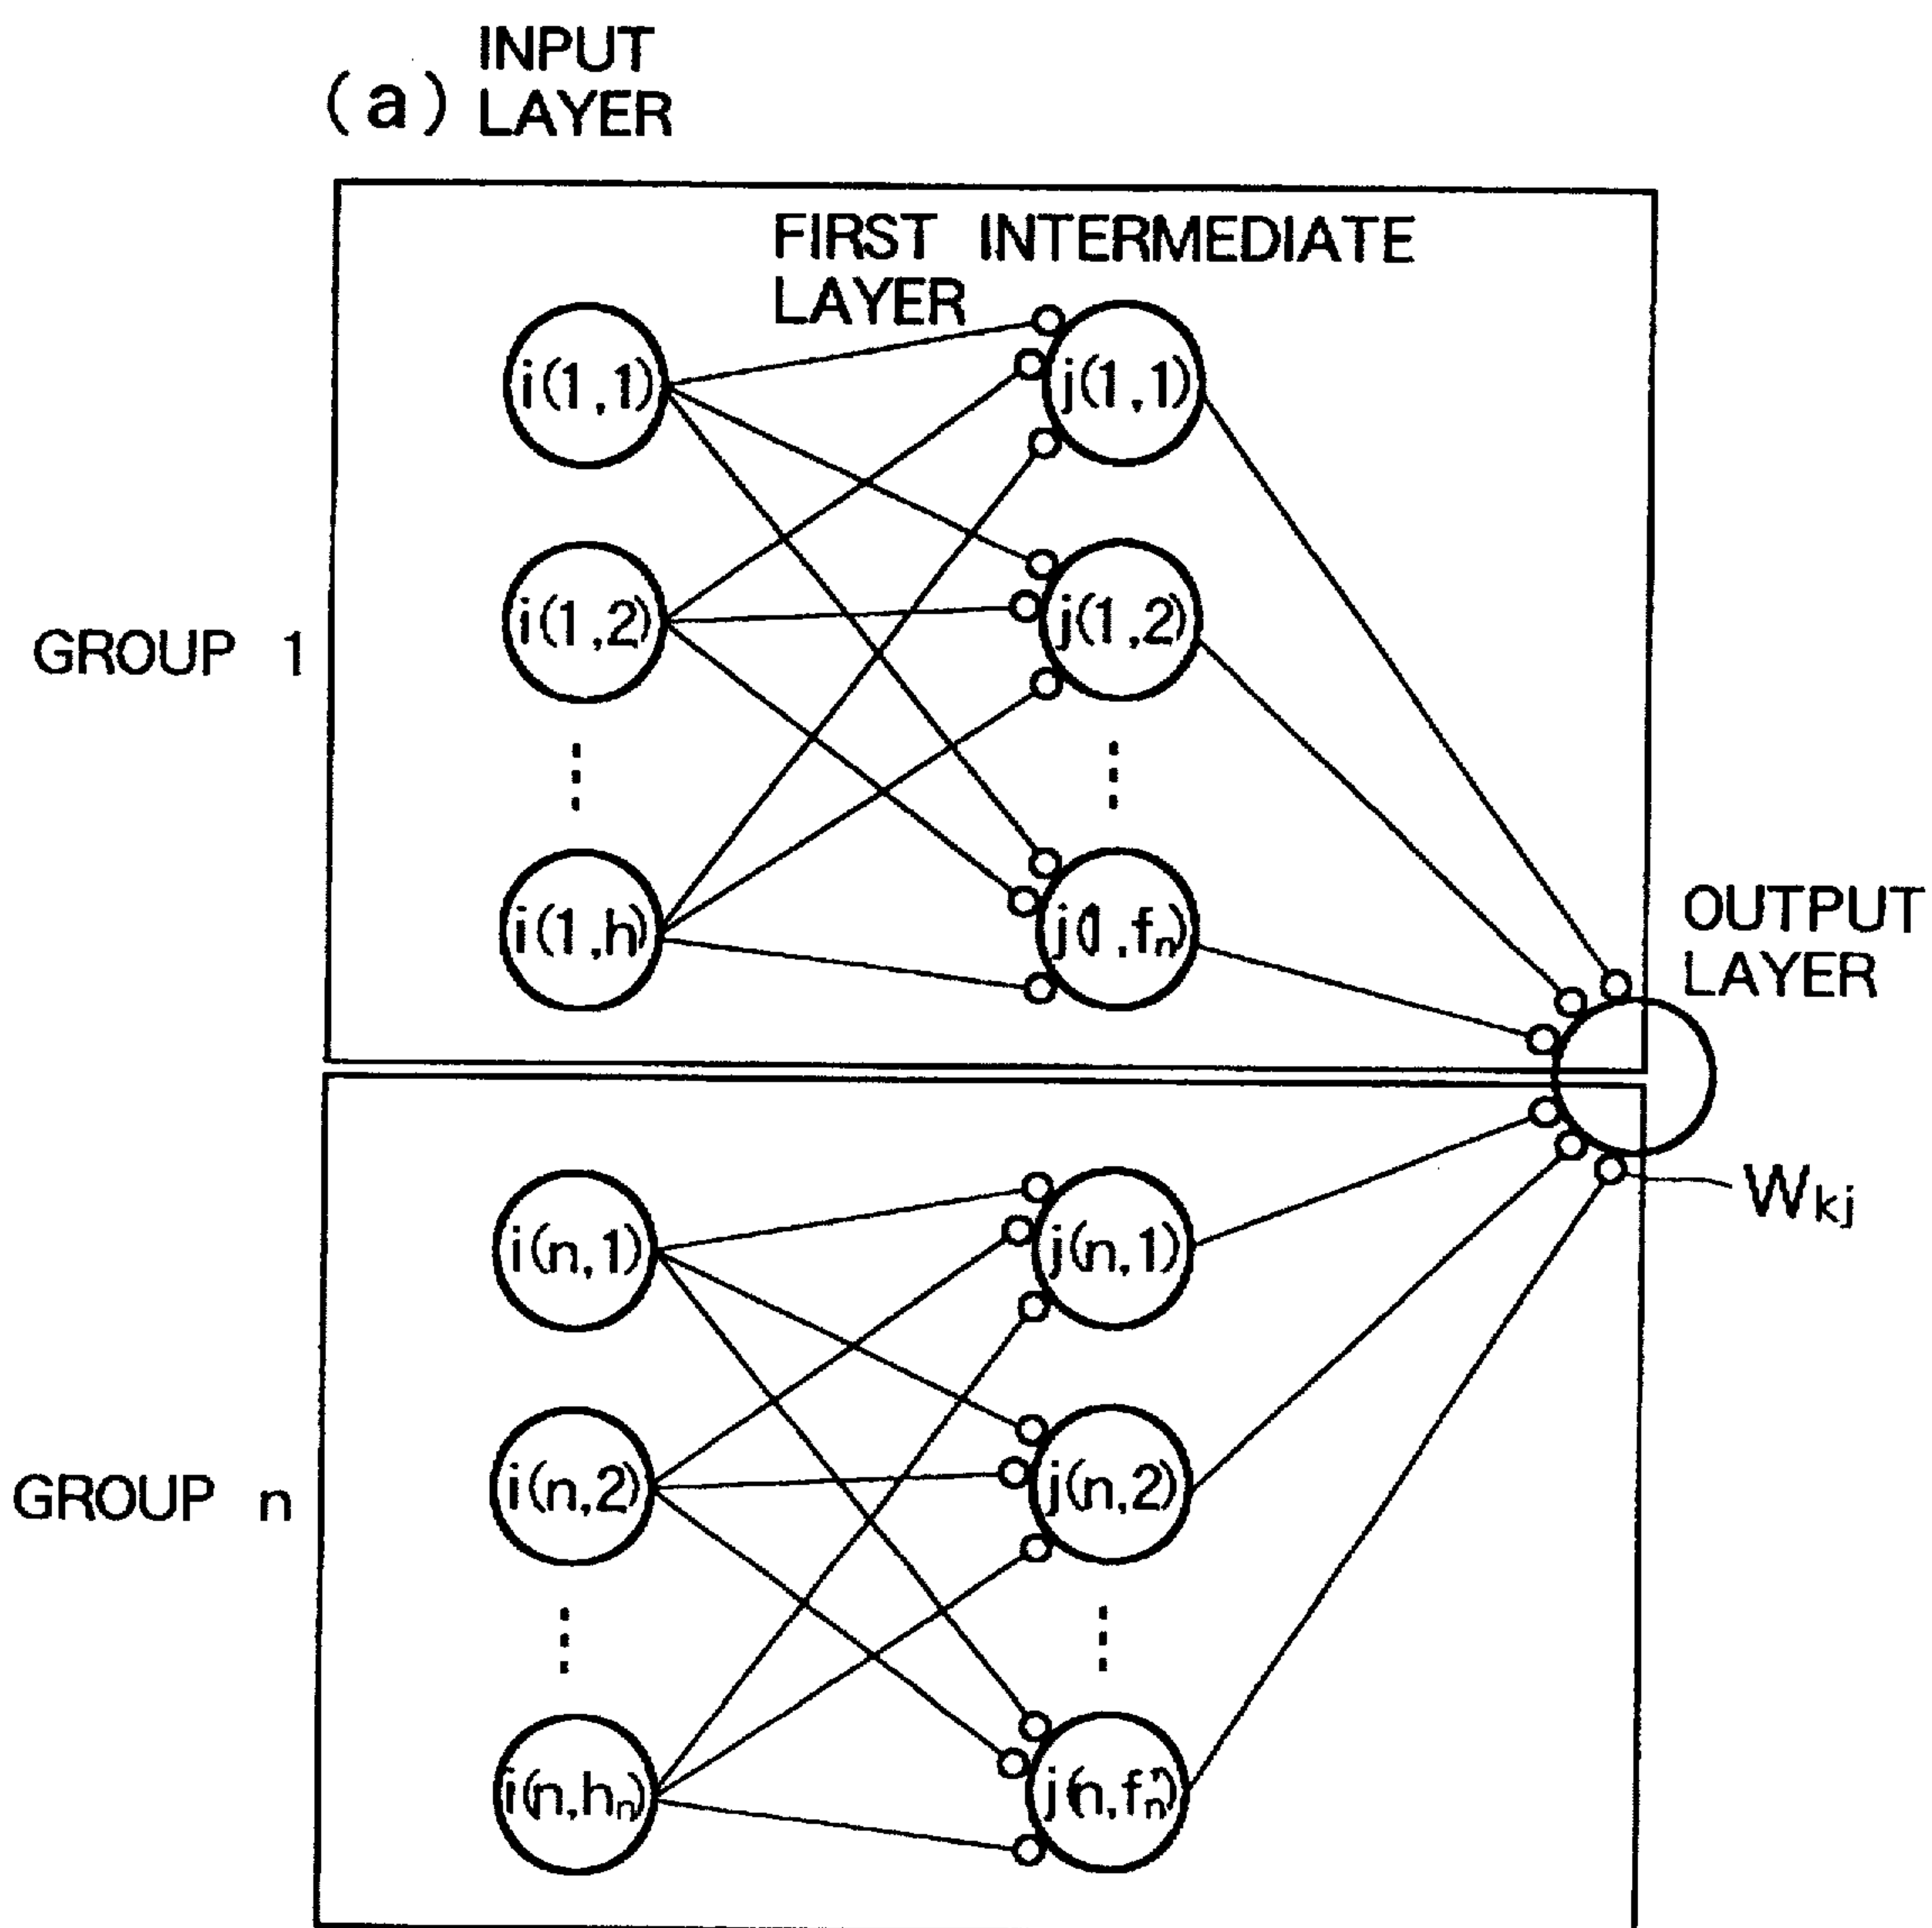 (a) INPUT
LAYER
FIRST INTERMEDIATE
LAYER
i(1,1)
j(1,1)
GROUP 1
i(1,2)
j(1,2)
i(1,h)
j(1,fn)
OUTPUT
LAYER
Wkj
i(n,1)
j(n,1)
GROUP n
i(n,2)
j(n,2)
i(n,hn)
j(n,fn)